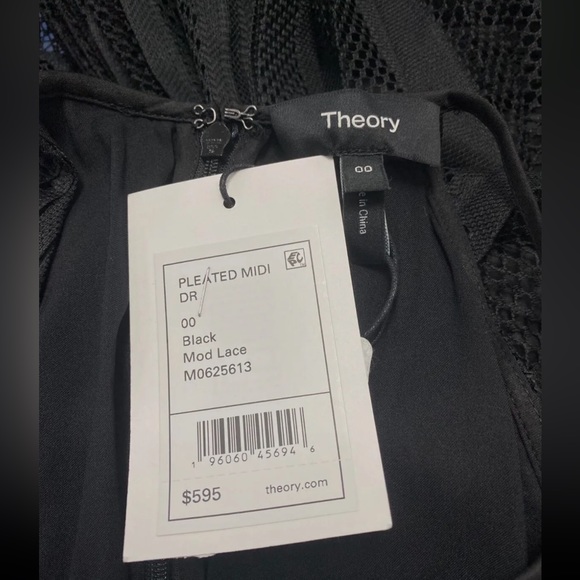 Theory
00
in China
PLEATED MIDI
DR
00
Black
Mod Lace
M0625613
1 96060 45694 6
$595
theory.com